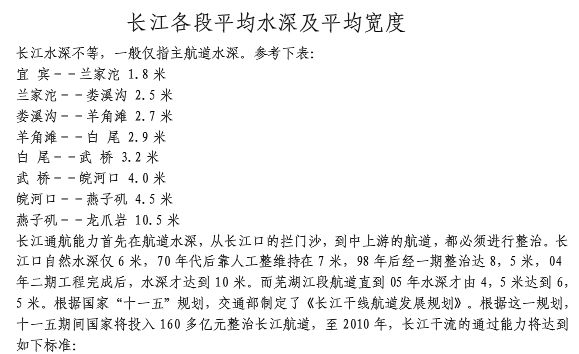 长江各段平均水深及平均宽度
长江水深不等，一般仅指主航道水深。参考下表：
宜 宾--兰家沱 1.8 米
兰家沱--娄溪沟 2.5 米
娄溪沟--羊角滩 2.7 米
羊角滩--白 尾 2.9 米
白 尾--武 桥 3.2 米
武 桥--皖河口 4.0 米
皖河口--燕子矶 4.5 米
燕子矶--龙爪岩 10.5 米
长江通航能力首先在航道水深，从长江口的拦门沙，到中上游的航道，都必须进行整治。长
江口自然水深仅 6 米，70 年代后靠人工整维持在 7 米，98 年后经一期整治达 8，5 米，04
年二期工程完成后，水深才达到 10 米。而芜湖江段航道直到 05 年水深才由 4，5 米达到 6，
5 米。根据国家“十一五”规划，交通部制定了《长江干线航道发展规划》。根据这一规划，
十一五期间国家将投入 160 多亿元整治长江航道，至 2010 年，长江干流的通过能力将达到
如下标准：